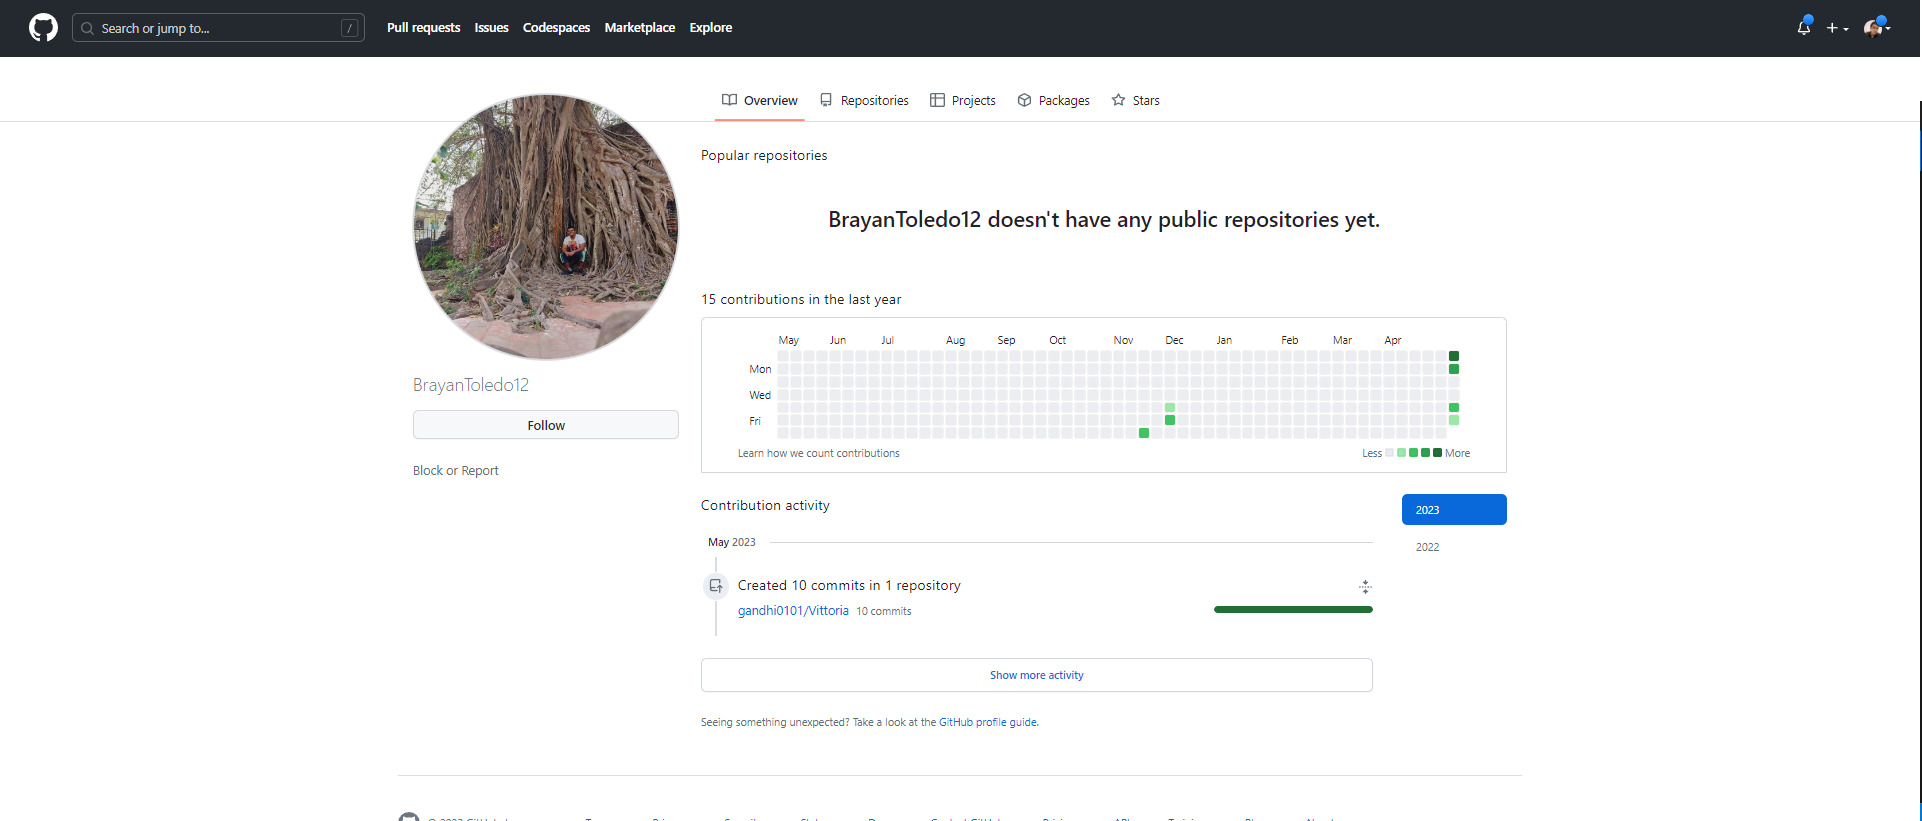 Search or jump to... / Pull requests Issues Codespaces Marketplace Explore
Overview Repositories Projects Packages Stars
Popular repositories
BrayanToledo12 doesn't have any public repositories yet.
15 contributions in the last year
May Jun Jul Aug Sep Oct Nov Dec Jan Feb Mar Apr
Mon
Wed
Fri
Learn how we count contributions Less More
BrayanToledo12
Follow
Block or Report
Contribution activity
2023
2022
May 2023
Created 10 commits in 1 repository
gandhi0101/Vittoria 10 commits
Show more activity
Seeing something unexpected? Take a look at the GitHub profile guide.